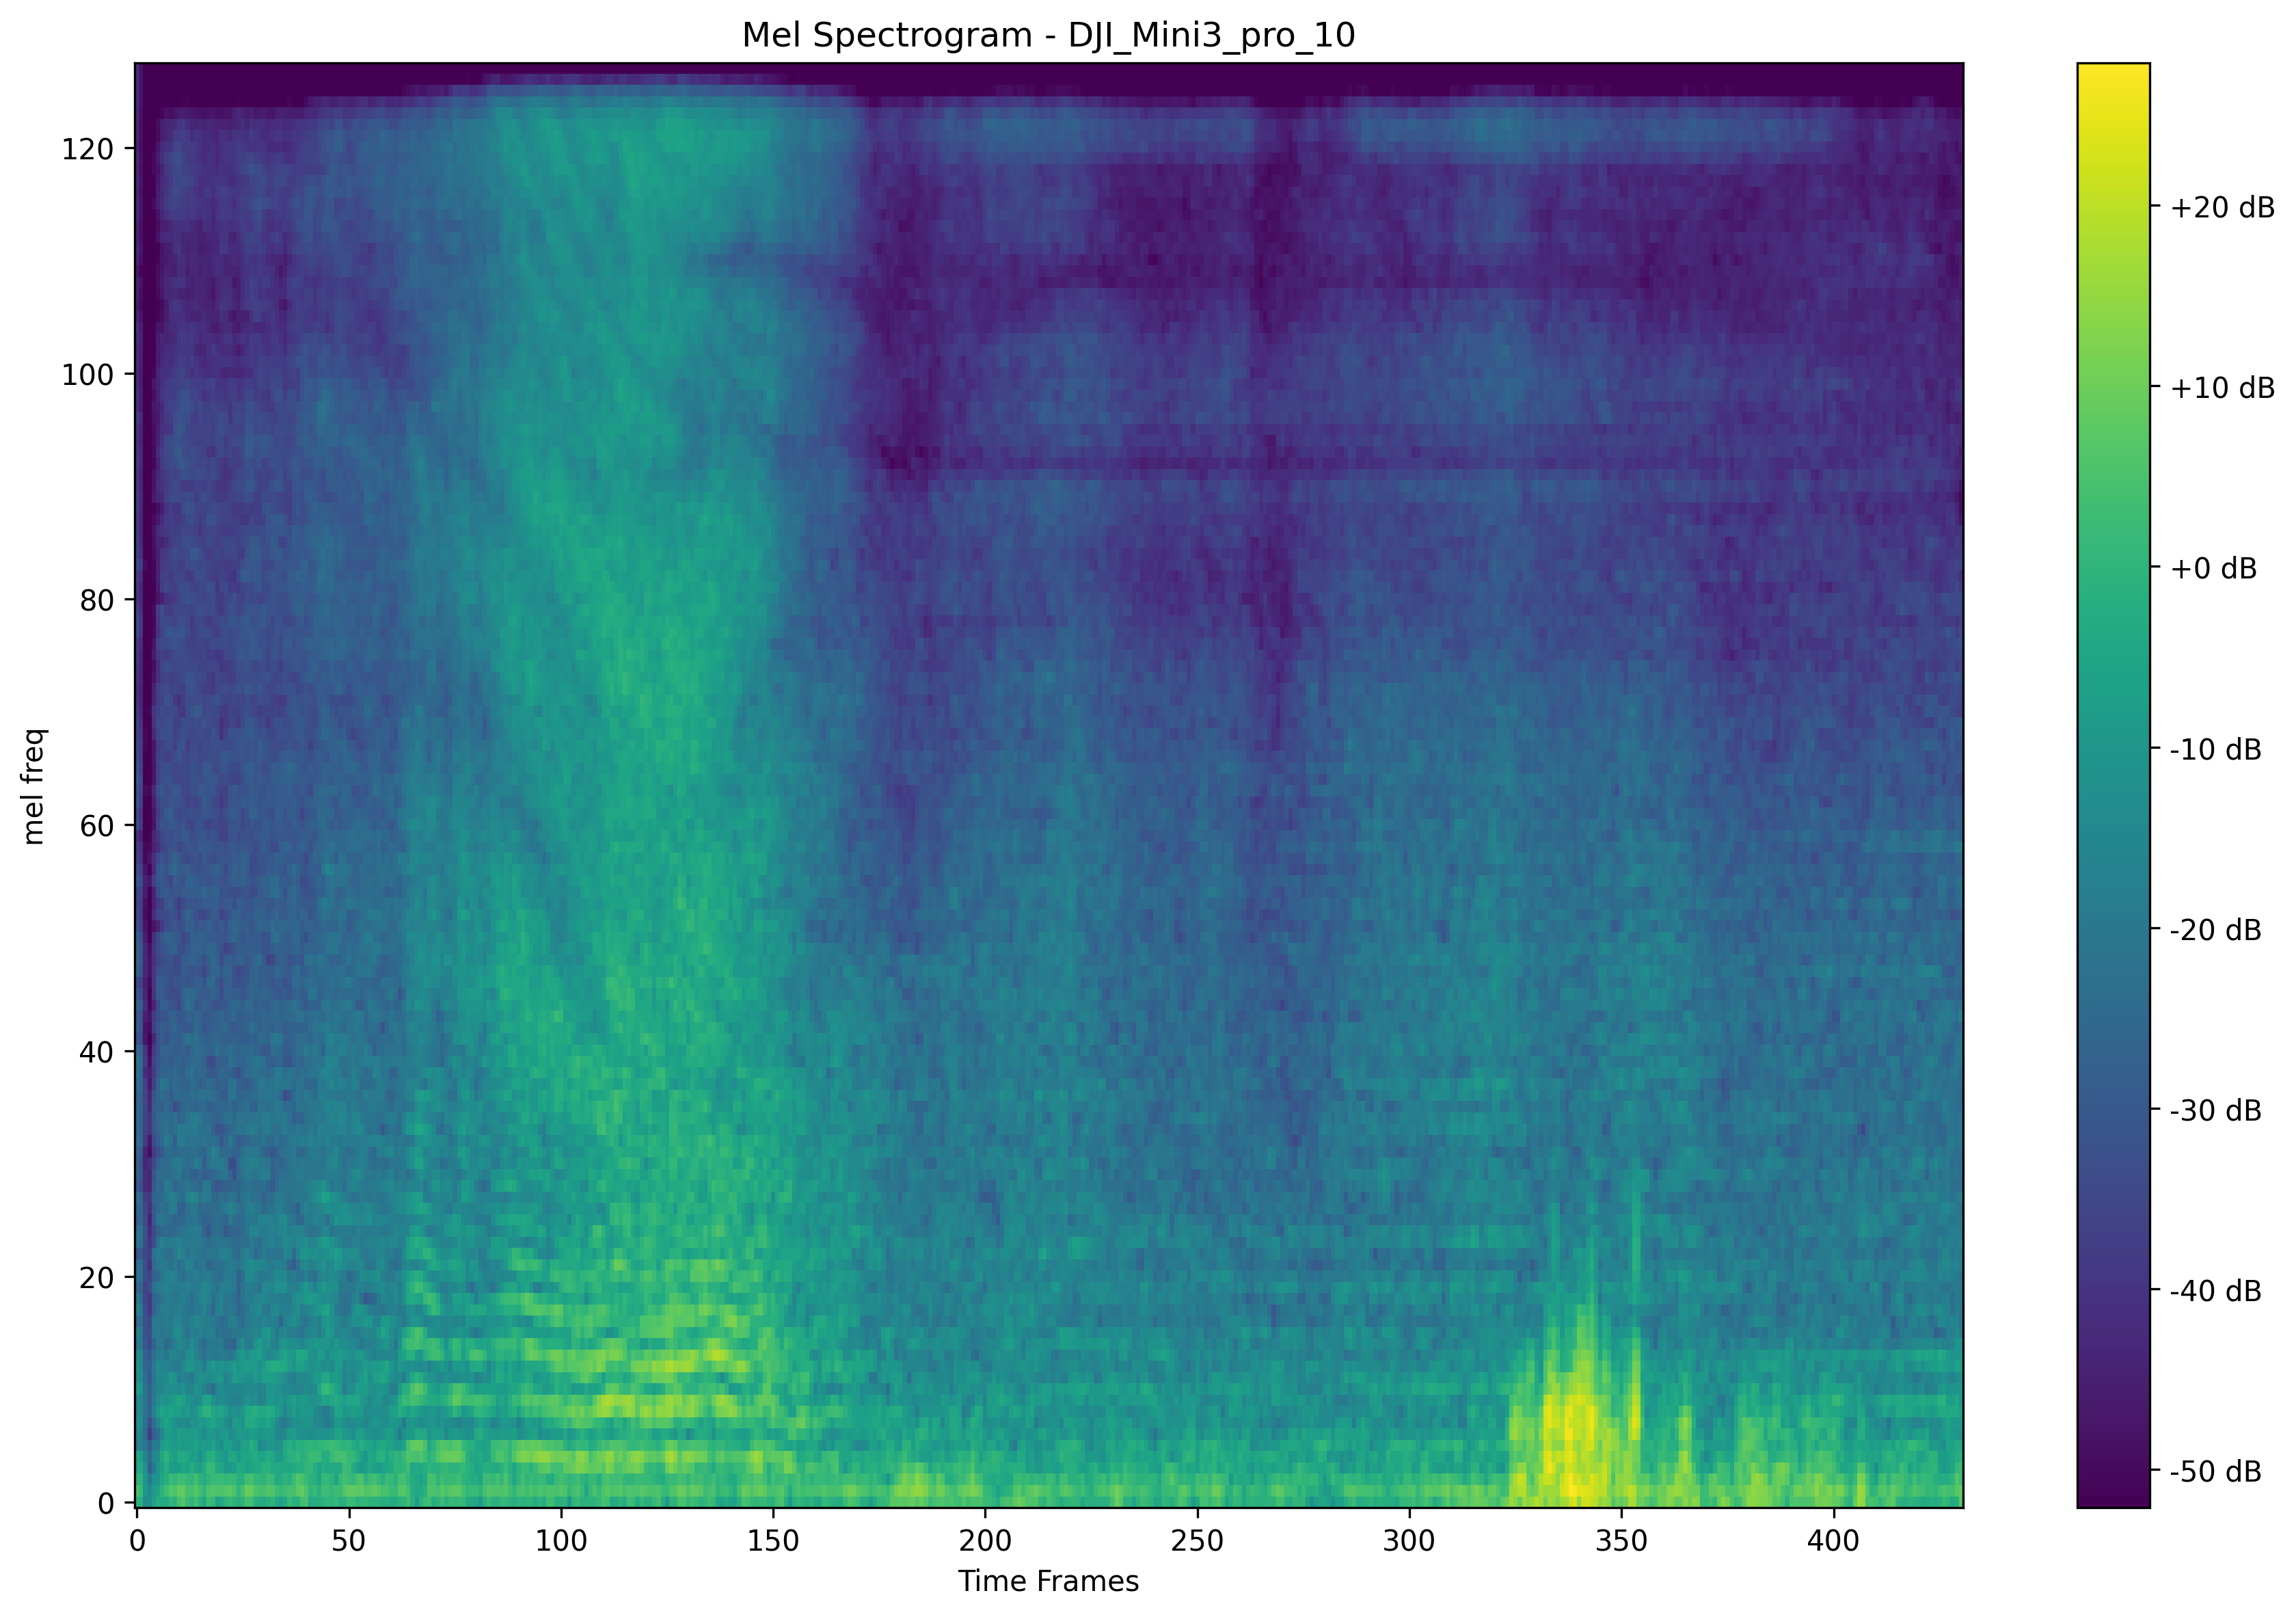 Mel Spectrogram - DJI_Mini3_pro_10
mel freq
120
100
80
60
40
20
0
0 50 100 150 200 250 300 350 400
Time Frames
+20 dB
+10 dB
+0 dB
-10 dB
-20 dB
-30 dB
-40 dB
-50 dB